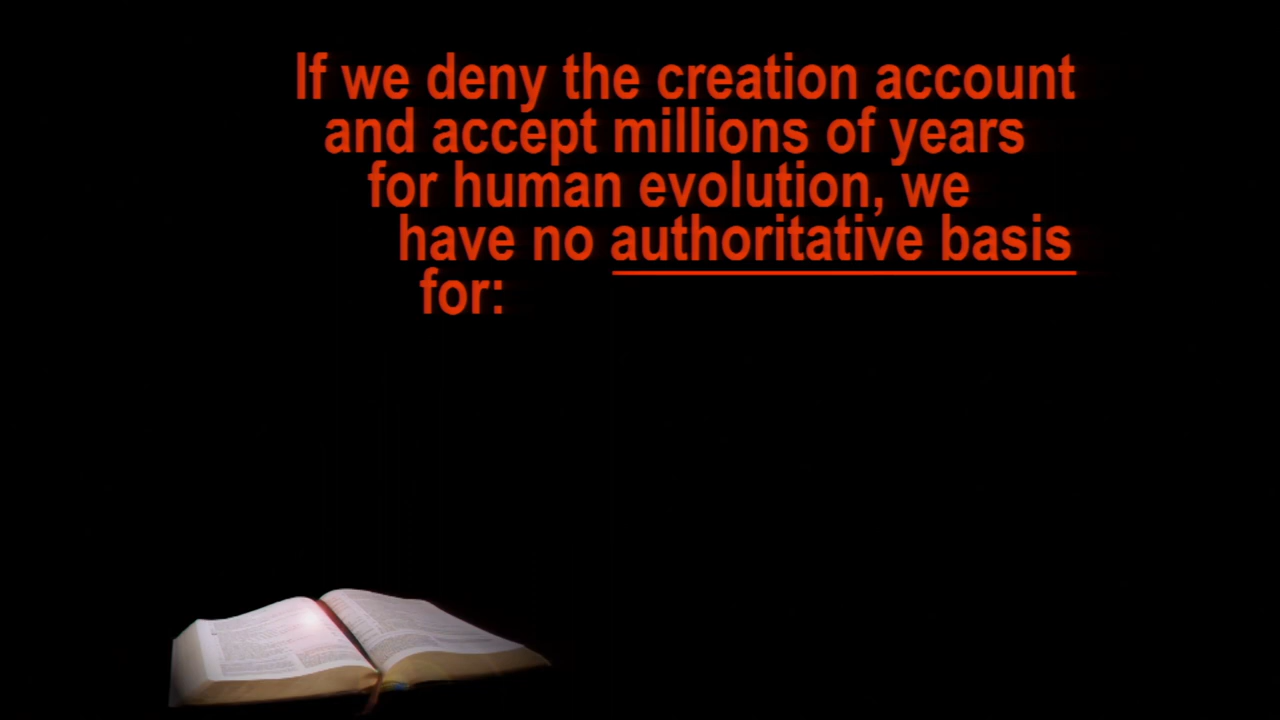 If we deny the creation account
and accept millions of years
for human evolution, we
have no authoritative basis
for: